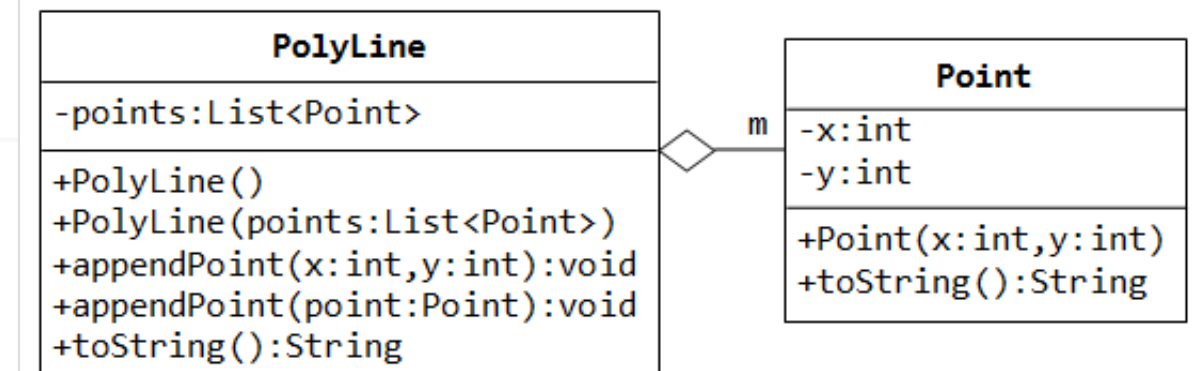 PolyLine
-points:List<Point>
+PolyLine()
+PolyLine(points:List<Point>)
+appendPoint(x:int,y:int):void
+appendPoint(point:Point):void
+toString():String
m
Point
-x:int
-y:int
+Point(x:int,y:int)
+toString():String